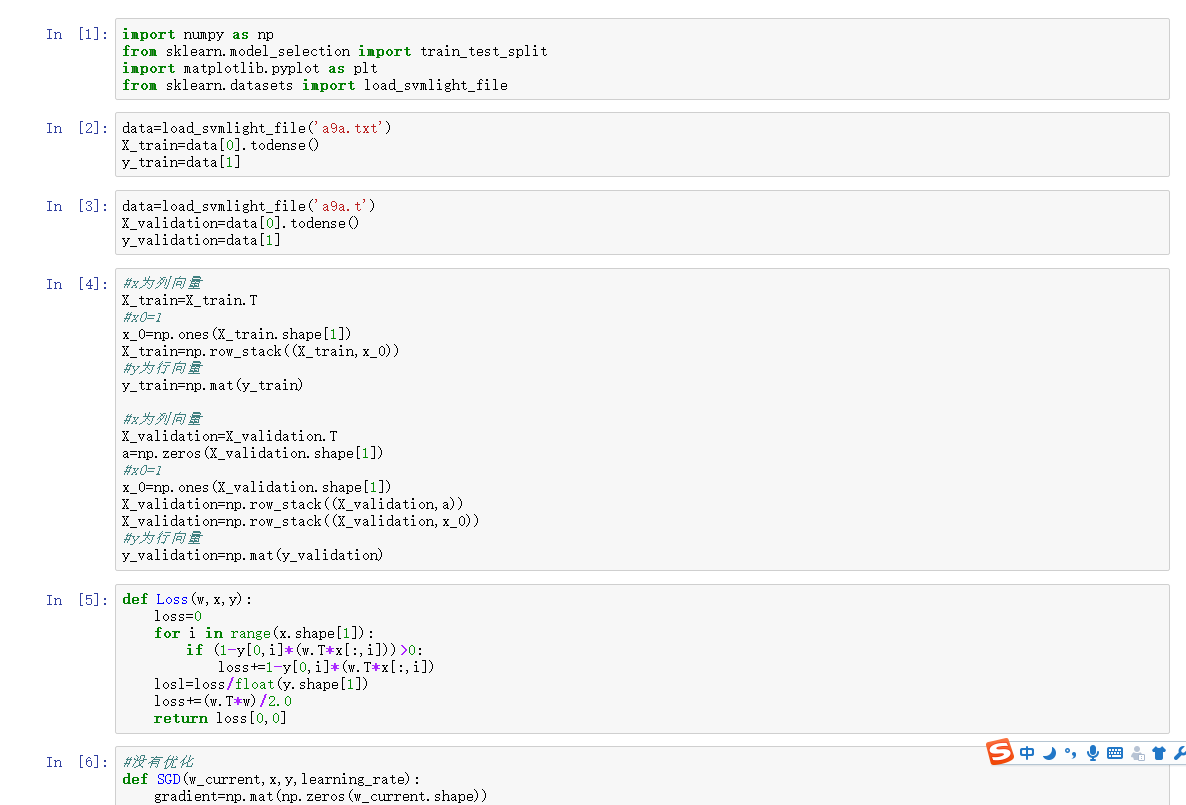 In [1]:
import numpy as np
from sklearn.model_selection import train_test_split
import matplotlib.pyplot as plt
from sklearn.datasets import load_svmlight_file
In [2]:
data=load_svmlight_file('a9a.txt')
X_train=data[0].todense()
y_train=data[1]
In [3]:
data=load_svmlight_file('a9a.t')
X_validation=data[0].todense()
y_validation=data[1]
In [4]:
#x为列向量
X_train=X_train.T
#x0=1
x_0=np.ones(X_train.shape[1])
X_train=np.row_stack((X_train,x_0))
#y为行向量
y_train=np.mat(y_train)
#x为列向量
X_validation=X_validation.T
a=np.zeros(X_validation.shape[1])
#x0=1
x_0=np.ones(X_validation.shape[1])
X_validation=np.row_stack((X_validation,a))
X_validation=np.row_stack((X_validation,x_0))
#y为行向量
y_validation=np.mat(y_validation)
In [5]:
def Loss(w,x,y):
    loss=0
    for i in range(x.shape[1]):
        if (1-y[0,i]*(w.T*x[:,i]))>0:
            loss+=1-y[0,i]*(w.T*x[:,i])
    losl=loss/float(y.shape[1])
    loss+=(w.T*w)/2.0
    return loss[0,0]
In [6]:
#没有优化
def SGD(w_current,x,y,learning_rate):
    gradient=np.mat(np.zeros(w_current.shape))
S 中